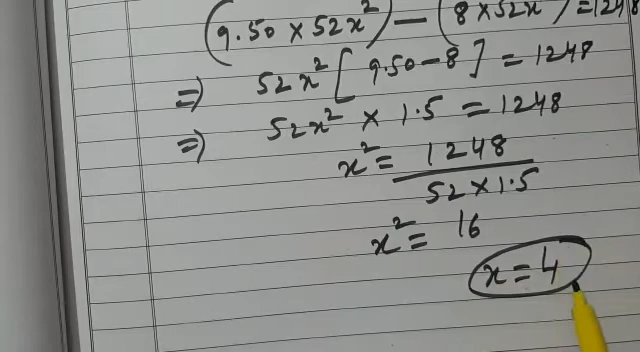 (9.50 × 52x²) − (8 × 52x²) = 1248
⇒ 52x² [9.50 − 8] = 1248
⇒ 52x² × 1.5 = 1248
x² = 1248
52 × 1.5
x² = 16
x = 4